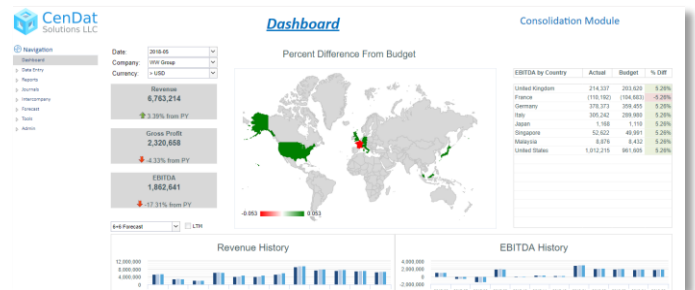 CenDat
Solutions LLC
Dashboard
Consolidation Module
Navigation
Dashboard
Data Entry
Reports
Journals
Intercompany
Forecast
Tools
Admin
Date: 2016-05
Company: WW Group
Currency: > USD
Revenue
6,763,214
3.39% from PY
Gross Profit
2,320,658
-4.33% from PY
EBITDA
1,862,641
-17.31% from PY
6+6 Forecast LTM
Percent Difference From Budget
-0.053 0.053
EBITDA by Country Actual Budget % Diff
United Kingdom 214,337 203,620 5.26%
France (110,192) (104,683) -5.26%
Germany 378,373 359,455 5.26%
Italy 305,242 289,980 5.26%
Japan 1,168 1,110 5.26%
Singapore 52,622 49,991 5.26%
Malaysia 8,876 8,432 5.26%
United States 1,012,215 961,605 5.26%
Revenue History
12,000,000
8,000,000
4,000,000
0
EBITDA History
4,000,000
2,000,000
0
-2,000,000